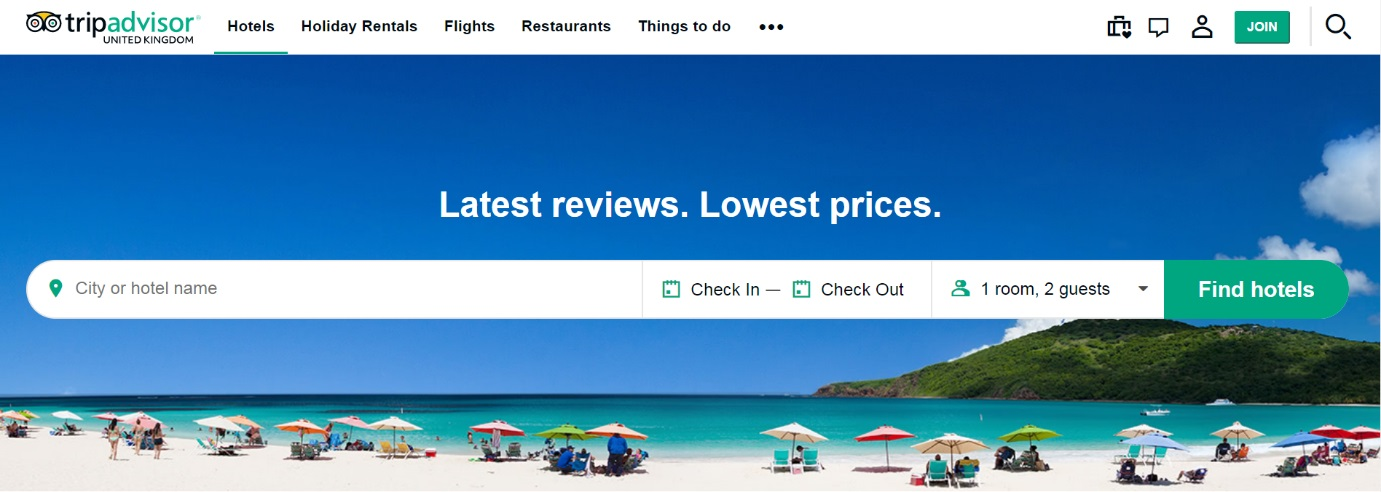 tripadvisor®
UNITED KINGDOM
Hotels
Holiday Rentals
Flights
Restaurants
Things to do
•••
JOIN
Latest reviews. Lowest prices.
City or hotel name
Check In — Check Out
1 room, 2 guests
Find hotels